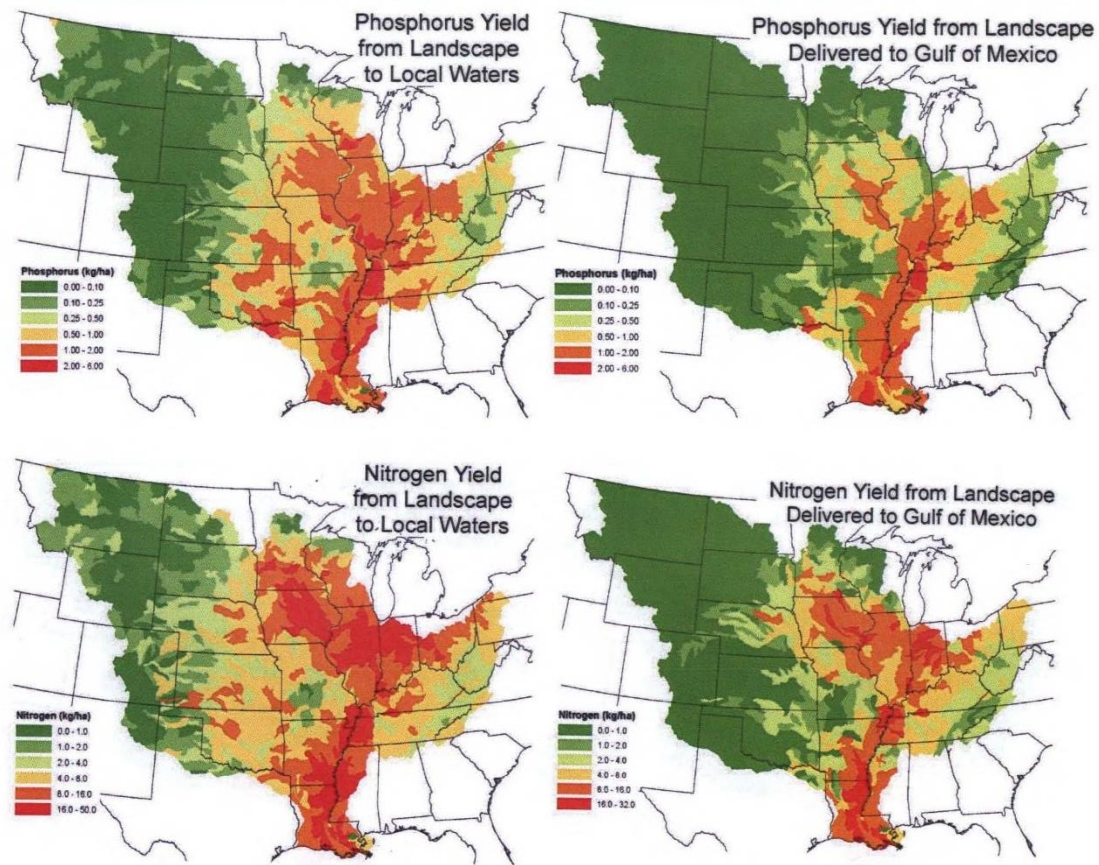 Phosphorus Yield
from Landscape
to Local Waters
Phosphorus (kg/ha)
0.00 - 0.10
0.10 - 0.25
0.25 - 0.50
0.50 - 1.00
1.00 - 2.00
2.00 - 6.00
Phosphorus Yield from Landscape
Delivered to Gulf of Mexico
Phosphorus (kg/ha)
0.00 - 0.10
0.10 - 0.25
0.25 - 0.50
0.50 - 1.00
1.00 - 2.00
2.00 - 6.00
Nitrogen Yield
from Landscape
to Local Waters
Nitrogen (kg/ha)
0.0 - 1.0
1.0 - 2.0
2.0 - 4.0
4.0 - 8.0
8.0 - 16.0
16.0 - 50.0
Nitrogen Yield from Landscape
Delivered to Gulf of Mexico
Nitrogen (kg/ha)
0.0 - 1.0
1.0 - 2.0
2.0 - 4.0
4.0 - 8.0
8.0 - 16.0
16.0 - 32.0